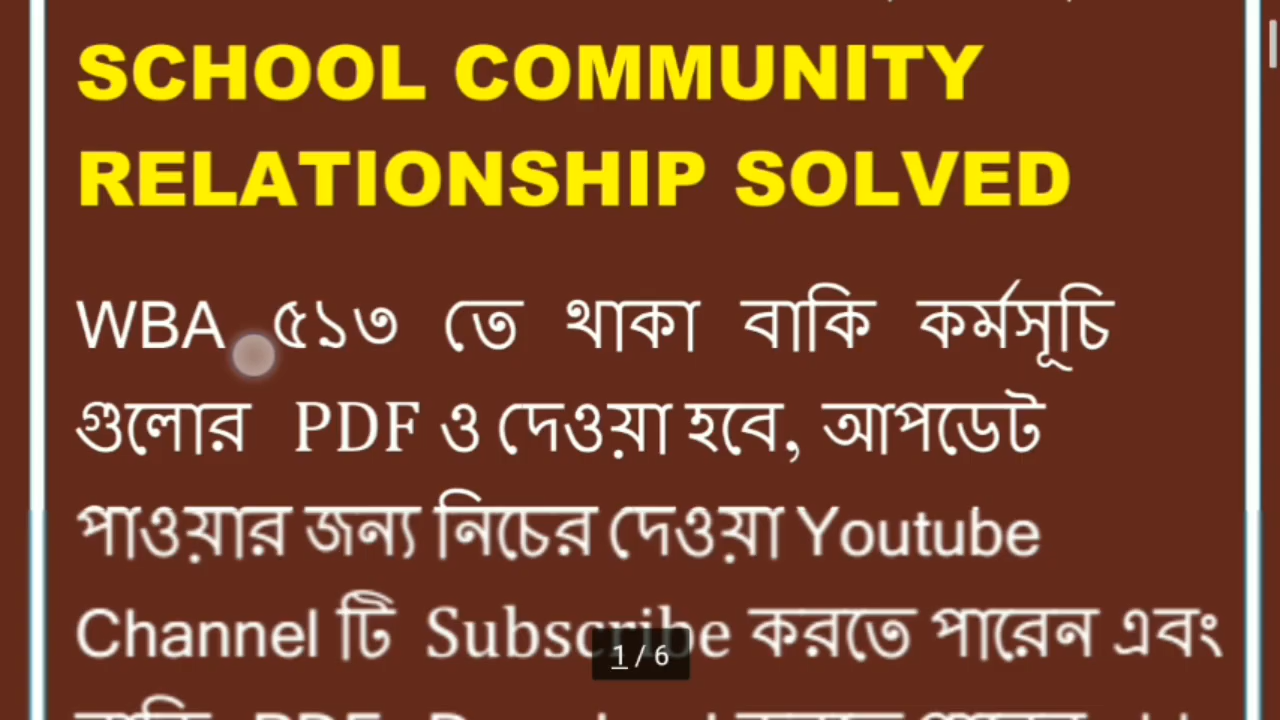 SCHOOL COMMUNITY
RELATIONSHIP SOLVED
WBA ৫১৩ তে থাকা বাকি কর্মসূচি
গুলোর PDF ও দেওয়া হবে, আপডেট
পাওয়ার জন্য নিচের দেওয়া Youtube
Channel টি Subscribe করতে পারেন এবং
1 / 6